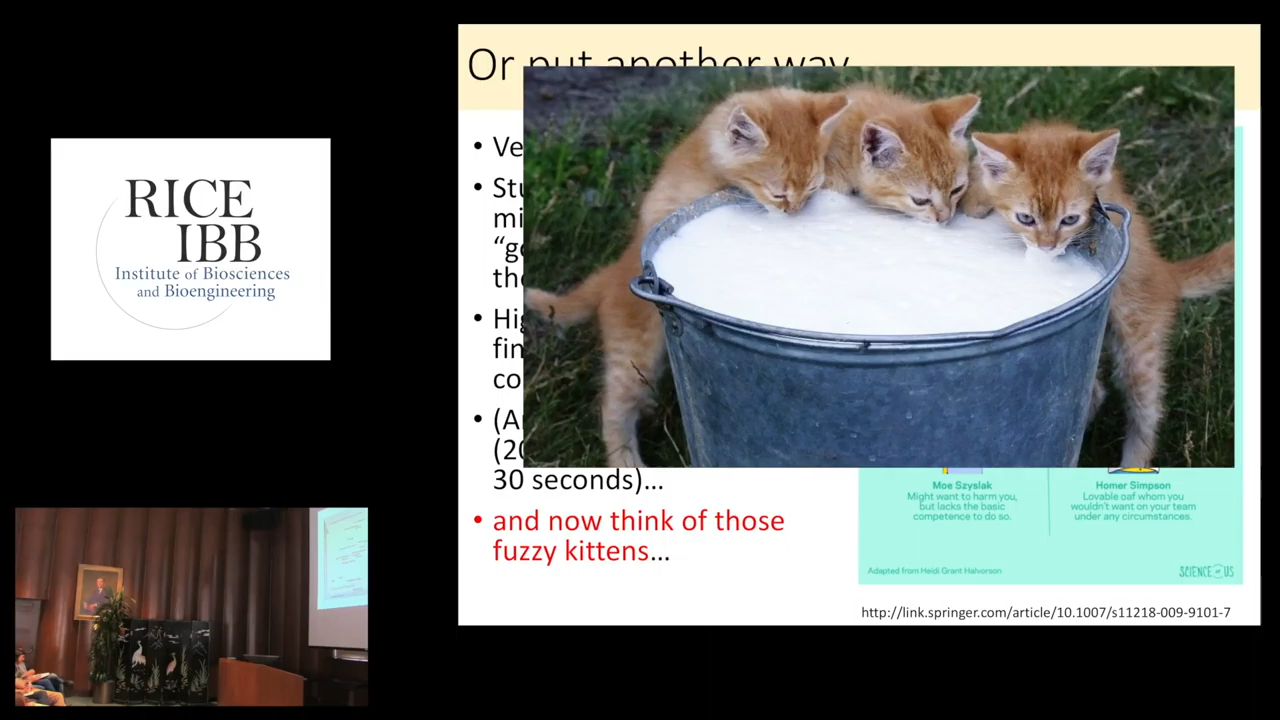 RICE
IBB
Institute of Biosciences
and Bioengineering
Or put another way
• Ve
• Stu
mi
“ge
the
• Hig
fin
co
• (A
(20
30 seconds)…
• and now think of those
fuzzy kittens…
Moe Szyslak
Might want to harm you,
but lacks the basic
competence to do so.
Homer Simpson
Lovable oaf whom you
wouldn't want on your team
under any circumstances.
Adapted from Heidi Grant Halvorson
SCIENCE OF US
http://link.springer.com/article/10.1007/s11218-009-9101-7